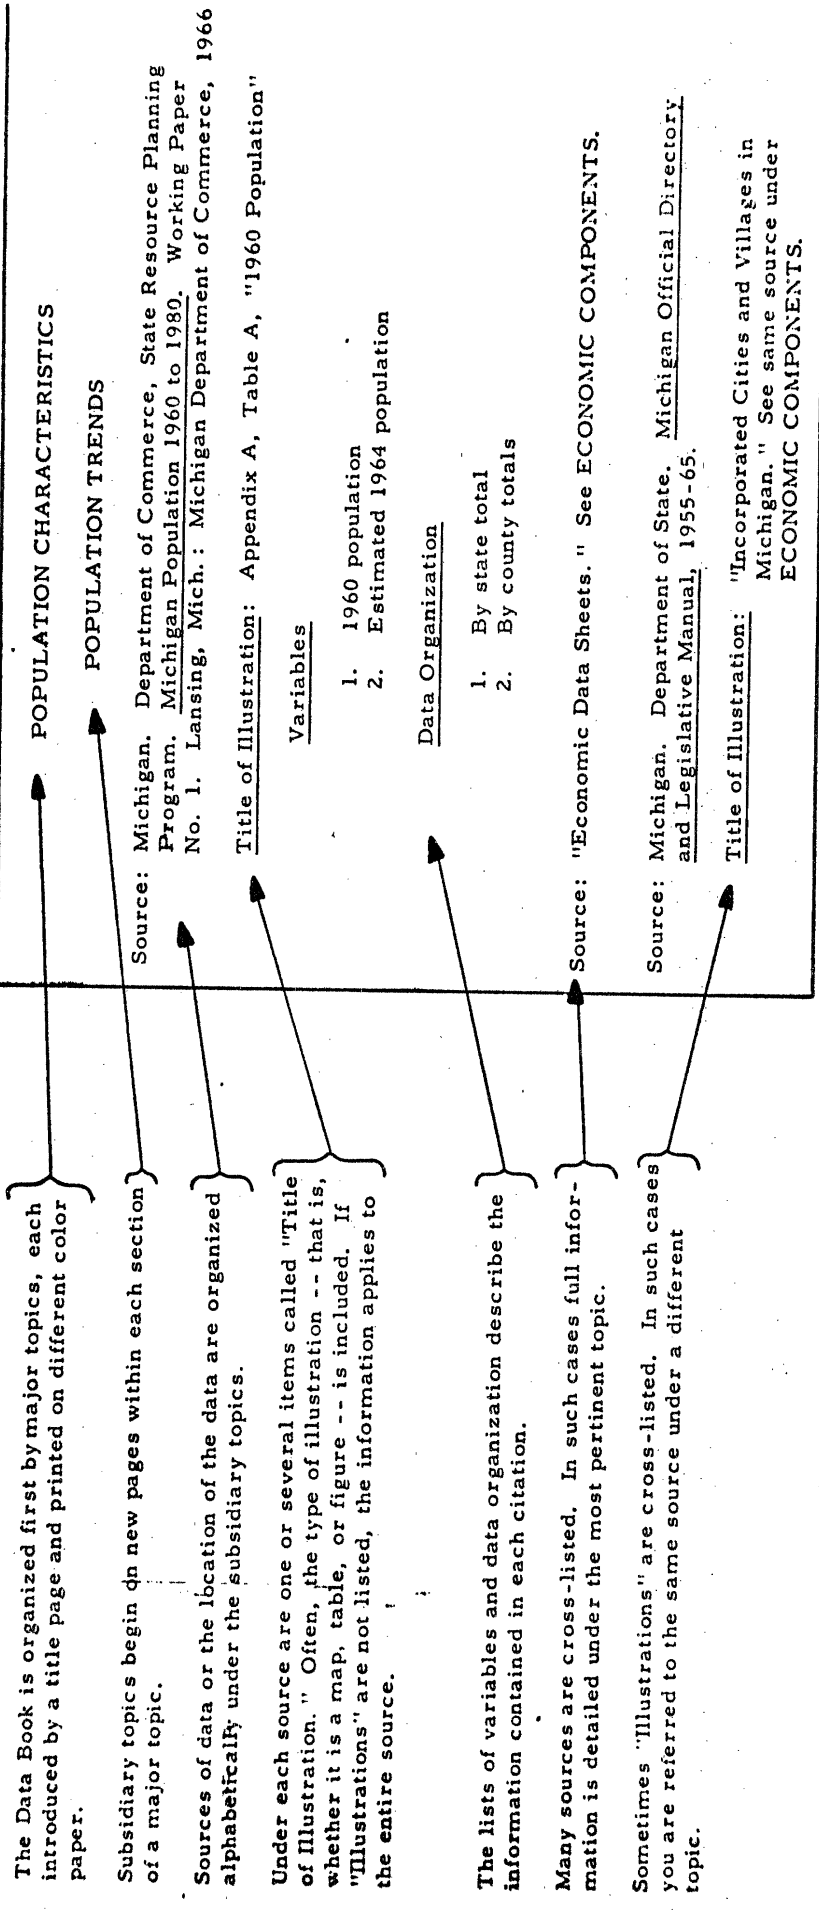 The Data Book is organized first by major topics, each
introduced by a title page and printed on different color
paper.
Subsidiary topics begin on new pages within each section
of a major topic.
Sources of data or the location of the data are organized
alphabetically under the subsidiary topics.
Under each source are one or several items called "Title
of Illustration." Often, the type of illustration -- that is,
whether it is a map, table, or figure -- is included. If
"Illustrations" are not listed, the information applies to
the entire source.
The lists of variables and data organization describe the
information contained in each citation.
Many sources are cross-listed. In such cases full infor-
mation is detailed under the most pertinent topic.
Sometimes "Illustrations" are cross-listed. In such cases
you are referred to the same source under a different
topic.
POPULATION CHARACTERISTICS
POPULATION TRENDS
Source: Michigan. Department of Commerce, State Resource Planning
Program. Michigan Population 1960 to 1980. Working Paper
No. 1. Lansing, Mich.: Michigan Department of Commerce, 1966
Title of Illustration: Appendix A, Table A, "1960 Population"
Variables
1. 1960 population
2. Estimated 1964 population
Data Organization
1. By state total
2. By county totals
Source: "Economic Data Sheets." See ECONOMIC COMPONENTS.
Source: Michigan. Department of State. Michigan Official Directory
and Legislative Manual, 1955-65.
Title of Illustration: "Incorporated Cities and Villages in
Michigan." See same source under
ECONOMIC COMPONENTS.